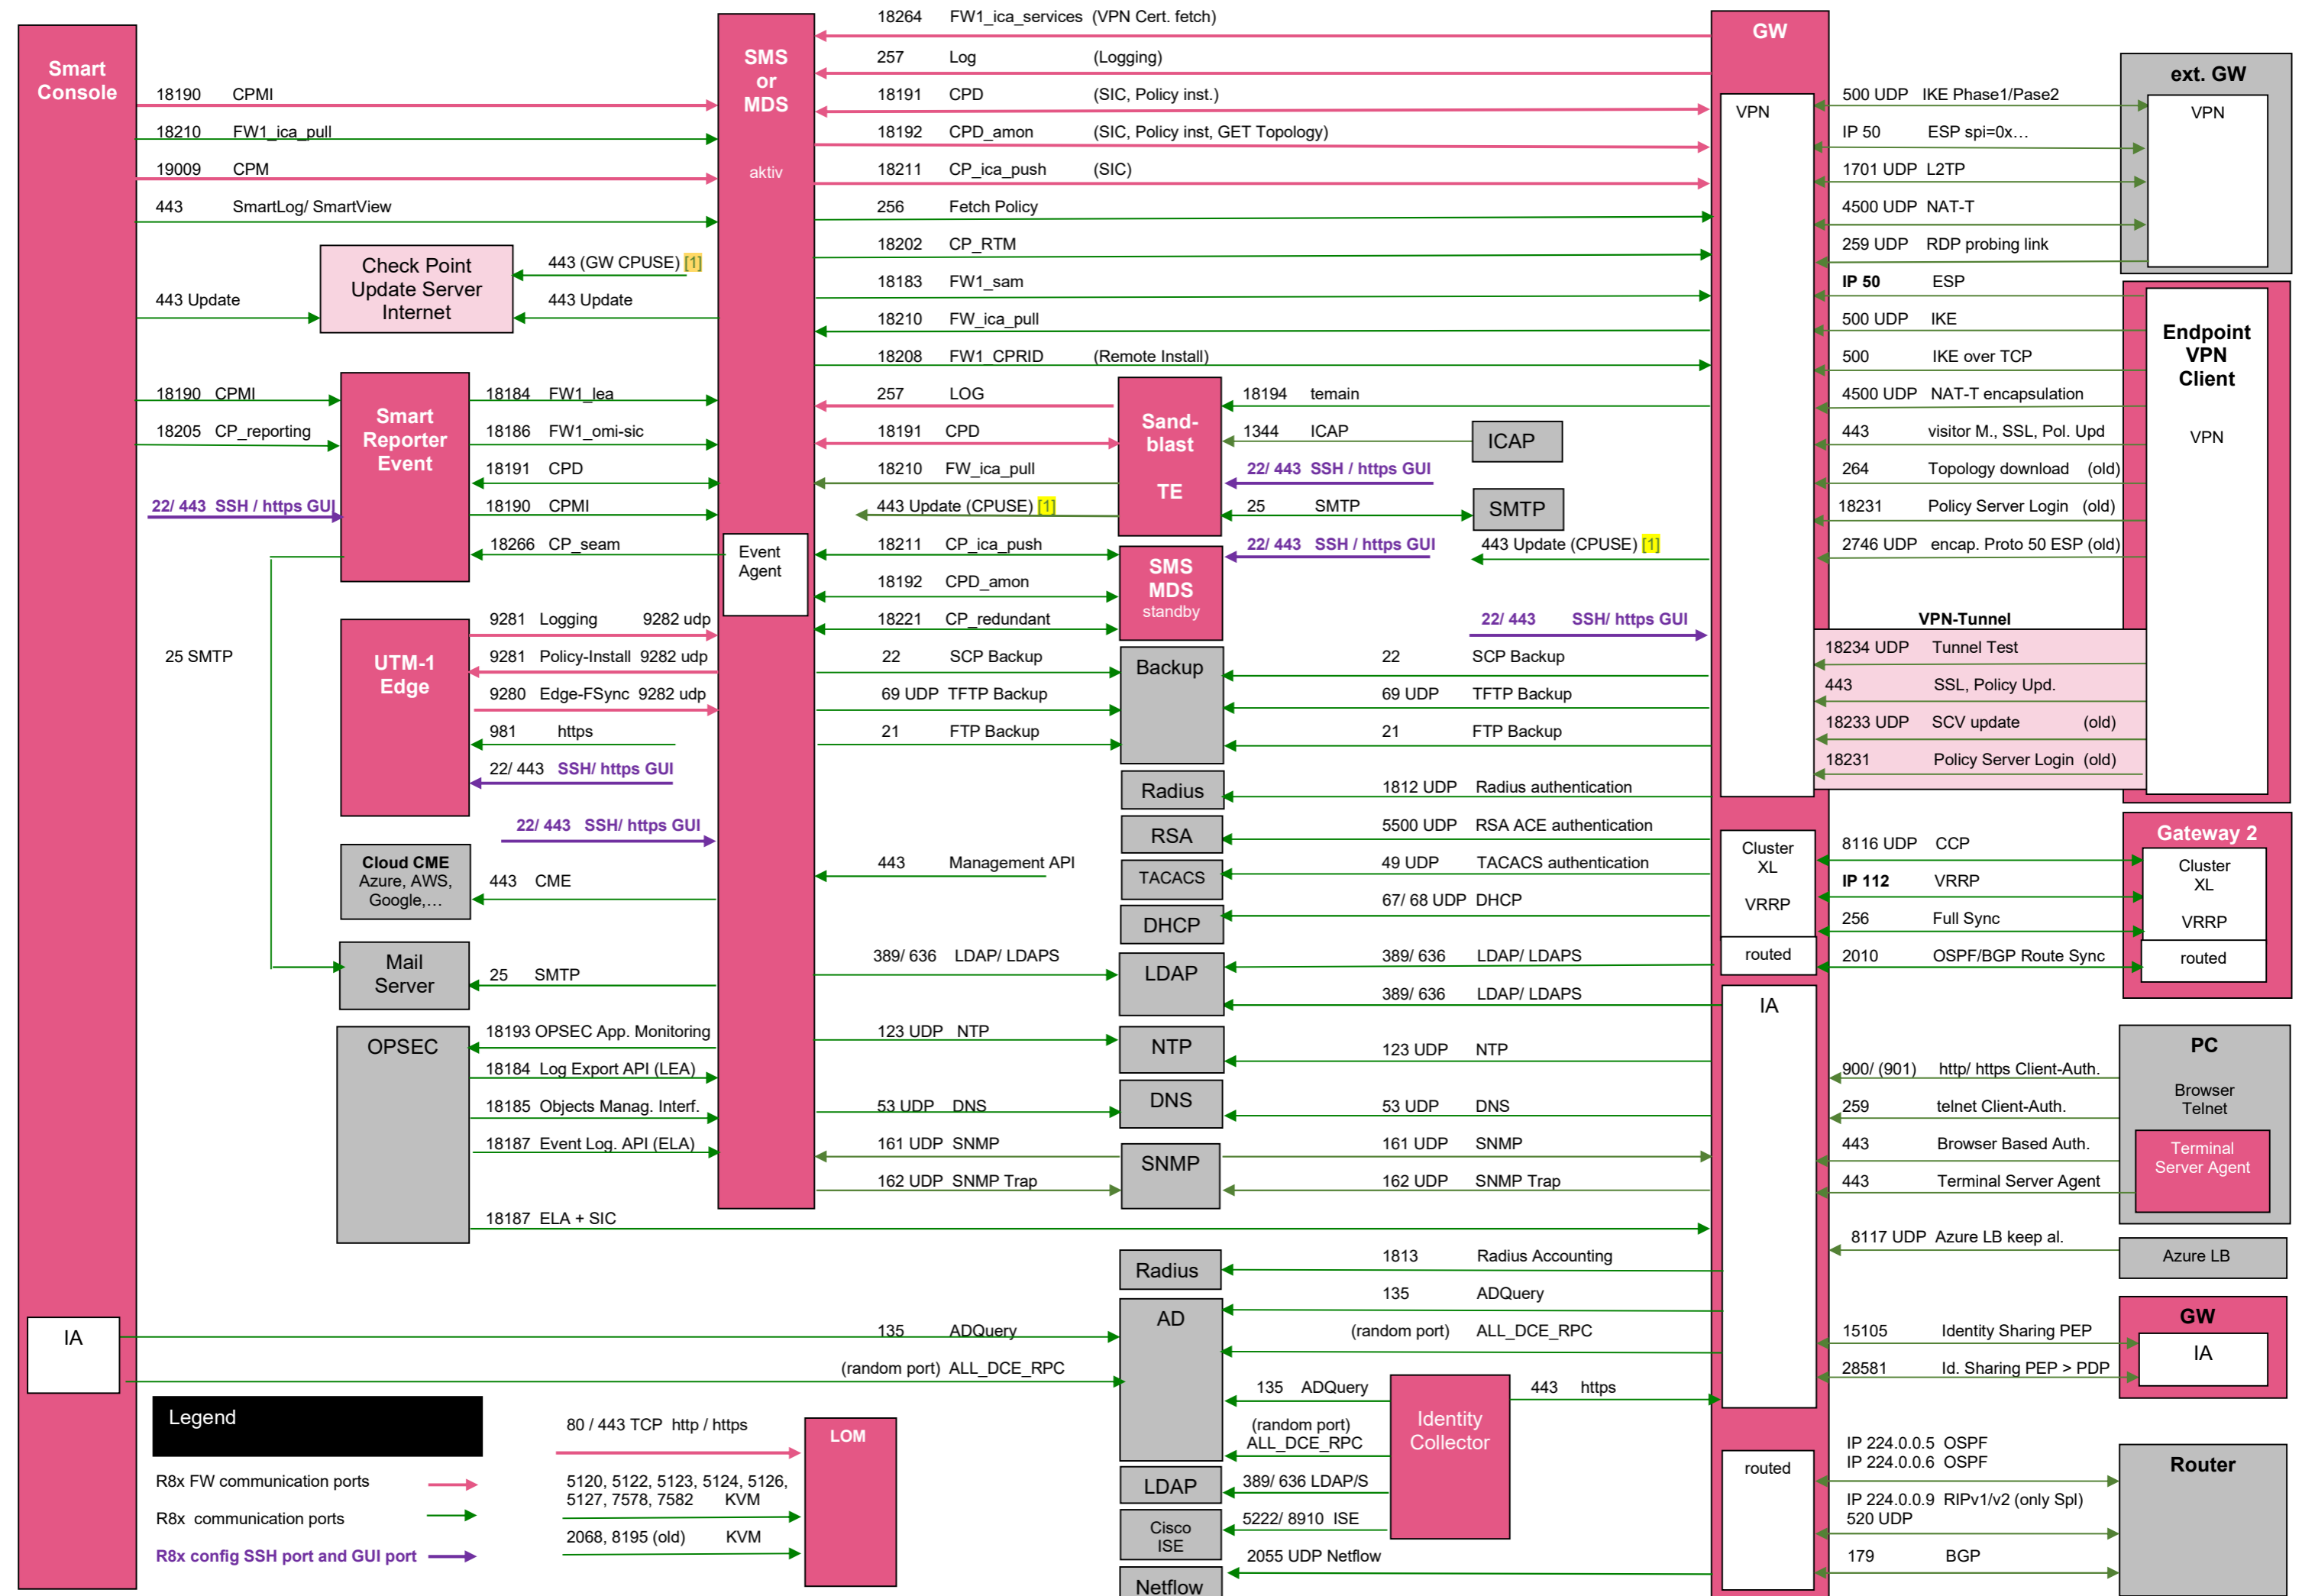 Smart
Console
18190 CPMI
18210 FW1_ica_pull
19009 CPM
443 SmartLog/ SmartView
Check Point
Update Server
Internet
443 (GW CPUSE) [1]
443 Update
443 Update
18190 CPMI
18205 CP_reporting
22/ 443 SSH / https GUI
Smart
Reporter
Event
18184 FW1_lea
18186 FW1_omi-sic
18191 CPD
18190 CPMI
18266 CP_seam
25 SMTP
UTM-1
Edge
9281 Logging 9282 udp
9281 Policy-Install 9282 udp
9280 Edge-FSync 9282 udp
981 https
22/ 443 SSH/ https GUI
22/ 443 SSH/ https GUI
Cloud CME
Azure, AWS,
Google,...
443 CME
Mail
Server
25 SMTP
OPSEC
18193 OPSEC App. Monitoring
18184 Log Export API (LEA)
18185 Objects Manag. Interf.
18187 Event Log. API (ELA)
18187 ELA + SIC
IA
135 ADQuery
(random port) ALL_DCE_RPC
Legend
R8x FW communication ports
R8x communication ports
R8x config SSH port and GUI port
80 / 443 TCP http / https
5120, 5122, 5123, 5124, 5126,
5127, 7578, 7582 KVM
2068, 8195 (old) KVM
LOM
SMS
or
MDS
aktiv
Event
Agent
18264 FW1_ica_services (VPN Cert. fetch)
257 Log (Logging)
18191 CPD (SIC, Policy inst.)
18192 CPD_amon (SIC, Policy inst, GET Topology)
18211 CP_ica_push (SIC)
256 Fetch Policy
18202 CP_RTM
18183 FW1_sam
18210 FW_ica_pull
18208 FW1_CPRID (Remote Install)
257 LOG
18191 CPD
18210 FW_ica_pull
443 Update (CPUSE) [1]
Sand-
blast
TE
18194 temain
1344 ICAP
ICAP
22/ 443 SSH / https GUI
25 SMTP
SMTP
18211 CP_ica_push
18192 CPD_amon
18221 CP_redundant
SMS
MDS
standby
22/ 443 SSH / https GUI
443 Update (CPUSE) [1]
22/ 443 SSH/ https GUI
22 SCP Backup
69 UDP TFTP Backup
21 FTP Backup
Backup
22 SCP Backup
69 UDP TFTP Backup
21 FTP Backup
Radius
1812 UDP Radius authentication
RSA
5500 UDP RSA ACE authentication
443 Management API
TACACS
49 UDP TACACS authentication
DHCP
67/ 68 UDP DHCP
389/ 636 LDAP/ LDAPS
LDAP
389/ 636 LDAP/ LDAPS
389/ 636 LDAP/ LDAPS
123 UDP NTP
NTP
123 UDP NTP
53 UDP DNS
DNS
53 UDP DNS
161 UDP SNMP
162 UDP SNMP Trap
SNMP
161 UDP SNMP
162 UDP SNMP Trap
Radius
1813 Radius Accounting
AD
135 ADQuery
(random port) ALL_DCE_RPC
135 ADQuery
(random port)
ALL_DCE_RPC
Identity
Collector
443 https
LDAP
389/ 636 LDAP/S
Cisco
ISE
5222/ 8910 ISE
Netflow
2055 UDP Netflow
GW
VPN
Cluster
XL
VRRP
routed
IA
routed
ext. GW
VPN
500 UDP IKE Phase1/Pase2
IP 50 ESP spi=0x...
1701 UDP L2TP
4500 UDP NAT-T
259 UDP RDP probing link
IP 50 ESP
500 UDP IKE
500 IKE over TCP
4500 UDP NAT-T encapsulation
443 visitor M., SSL, Pol. Upd
264 Topology download (old)
18231 Policy Server Login (old)
2746 UDP encap. Proto 50 ESP (old)
Endpoint
VPN
Client
VPN
VPN-Tunnel
18234 UDP Tunnel Test
443 SSL, Policy Upd.
18233 UDP SCV update (old)
18231 Policy Server Login (old)
Gateway 2
Cluster
XL
VRRP
routed
8116 UDP CCP
IP 112 VRRP
256 Full Sync
2010 OSPF/BGP Route Sync
PC
Browser
Telnet
Terminal
Server Agent
900/ (901) http/ https Client-Auth.
259 telnet Client-Auth.
443 Browser Based Auth.
443 Terminal Server Agent
8117 UDP Azure LB keep al.
Azure LB
GW
IA
15105 Identity Sharing PEP
28581 Id. Sharing PEP > PDP
IP 224.0.0.5 OSPF
IP 224.0.0.6 OSPF
IP 224.0.0.9 RIPv1/v2 (only Spl)
520 UDP
179 BGP
Router